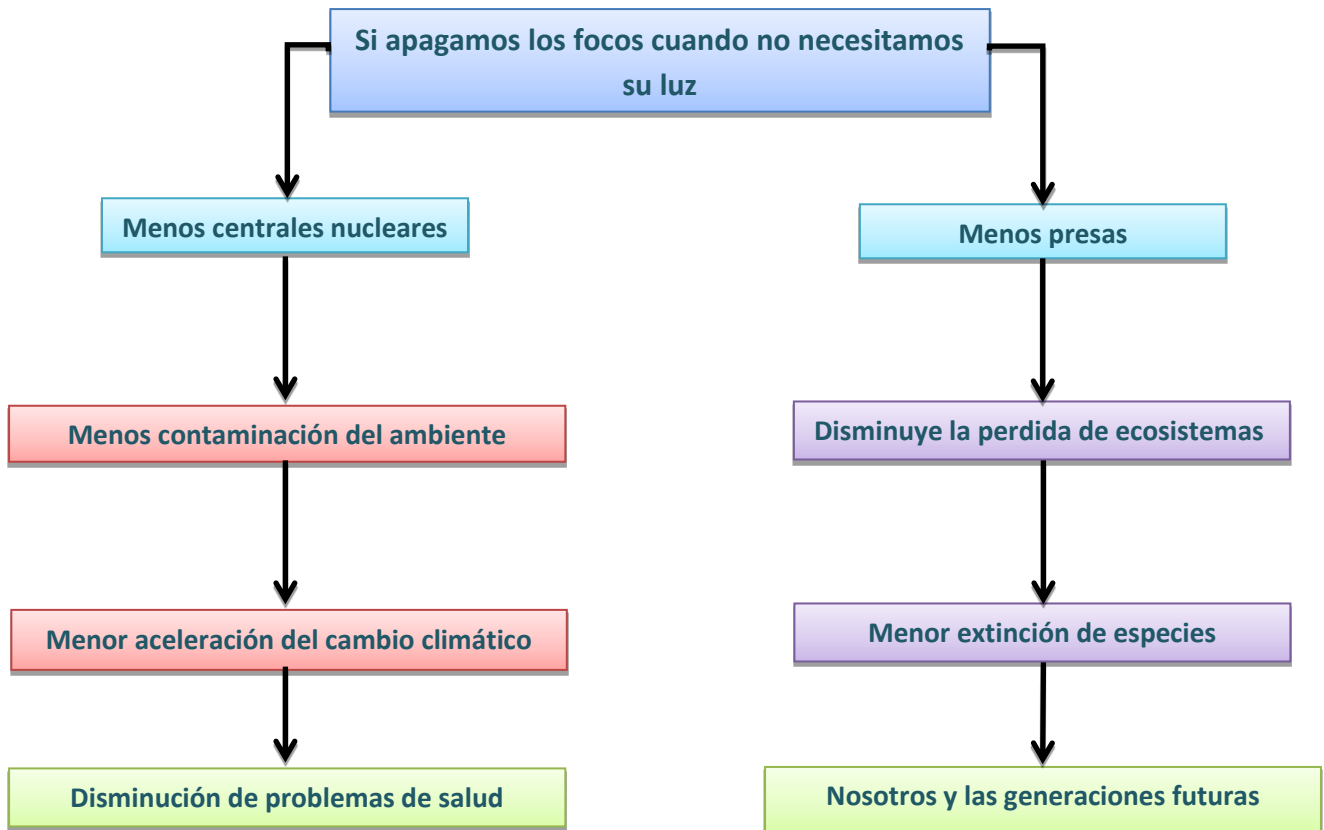 Si apagamos los focos cuando no necesitamos
su luz
Menos centrales nucleares
Menos presas
Menos contaminación del ambiente
Disminuye la perdida de ecosistemas
Menor aceleración del cambio climático
Menor extinción de especies
Disminución de problemas de salud
Nosotros y las generaciones futuras